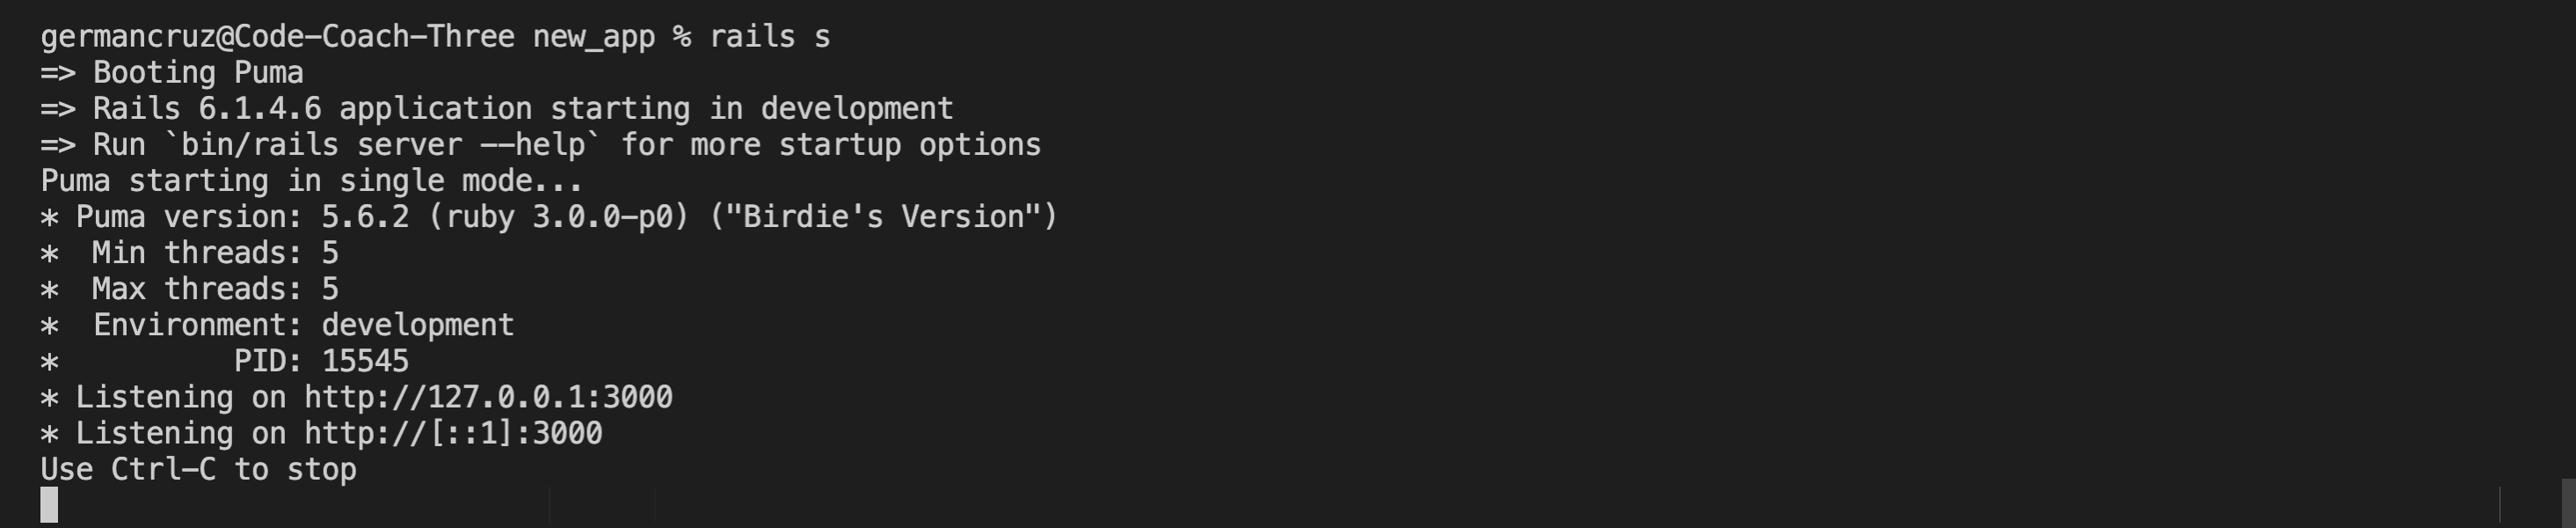 germancruz@Code-Coach-Three new_app % rails s
=> Booting Puma
=> Rails 6.1.4.6 application starting in development
=> Run `bin/rails server --help` for more startup options
Puma starting in single mode...
* Puma version: 5.6.2 (ruby 3.0.0-p0) ("Birdie's Version")
*  Min threads: 5
*  Max threads: 5
*  Environment: development
*          PID: 15545
* Listening on http://127.0.0.1:3000
* Listening on http://[::1]:3000
Use Ctrl-C to stop